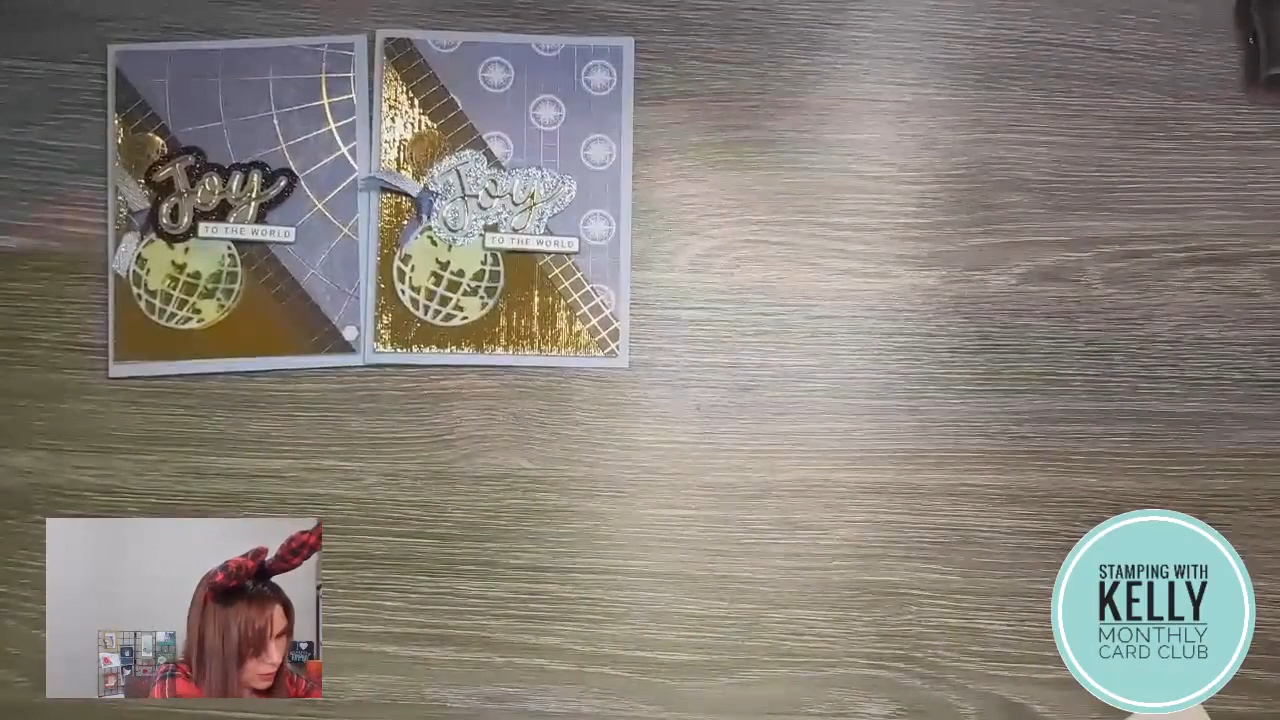 Joy
TO THE WORLD
Joy
TO THE WORLD
STAMPING WITH
KELLY
MONTHLY
CARD CLUB